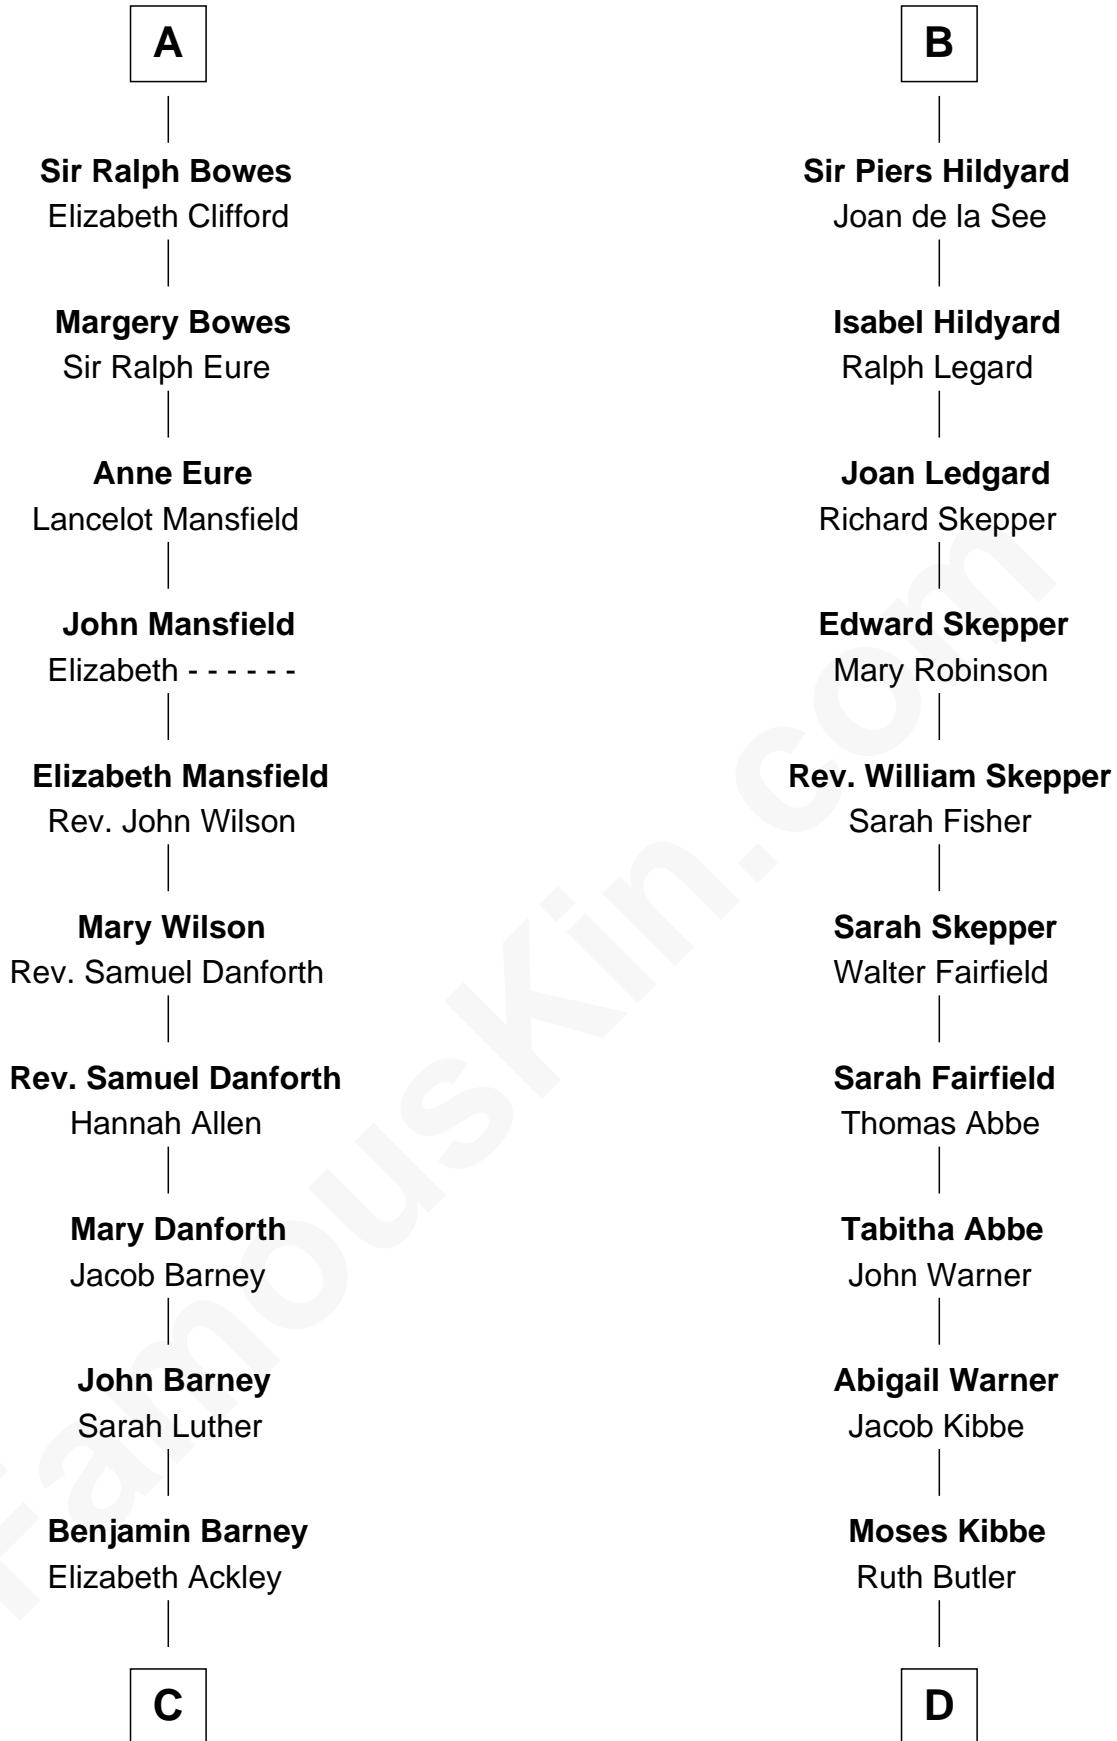 A
Sir Ralph Bowes
Elizabeth Clifford
Margery Bowes
Sir Ralph Eure
Anne Eure
Lancelot Mansfield
John Mansfield
Elizabeth - - - - - -
Elizabeth Mansfield
Rev. John Wilson
Mary Wilson
Rev. Samuel Danforth
Rev. Samuel Danforth
Hannah Allen
Mary Danforth
Jacob Barney
John Barney
Sarah Luther
Benjamin Barney
Elizabeth Ackley
C
B
Sir Piers Hildyard
Joan de la See
Isabel Hildyard
Ralph Legard
Joan Ledgard
Richard Skepper
Edward Skepper
Mary Robinson
Rev. William Skepper
Sarah Fisher
Sarah Skepper
Walter Fairfield
Sarah Fairfield
Thomas Abbe
Tabitha Abbe
John Warner
Abigail Warner
Jacob Kibbe
Moses Kibbe
Ruth Butler
D
FamousKin.com